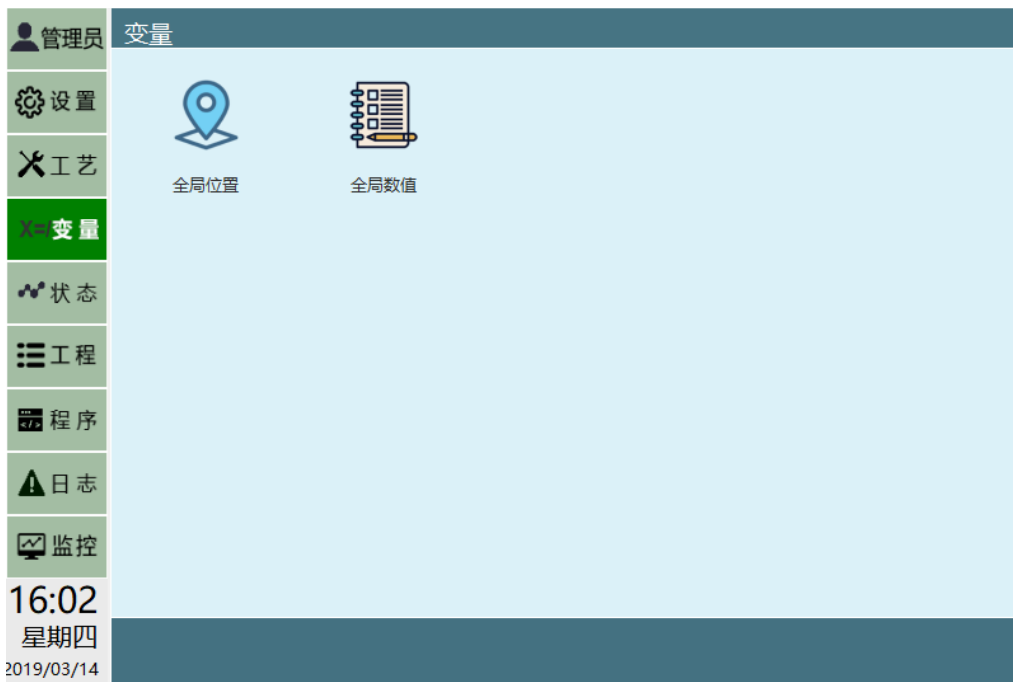 管理员
变量
设置
工艺
X=/变量
状态
工程
程序
日志
监控
全局位置
全局数值
16:02
星期四
2019/03/14